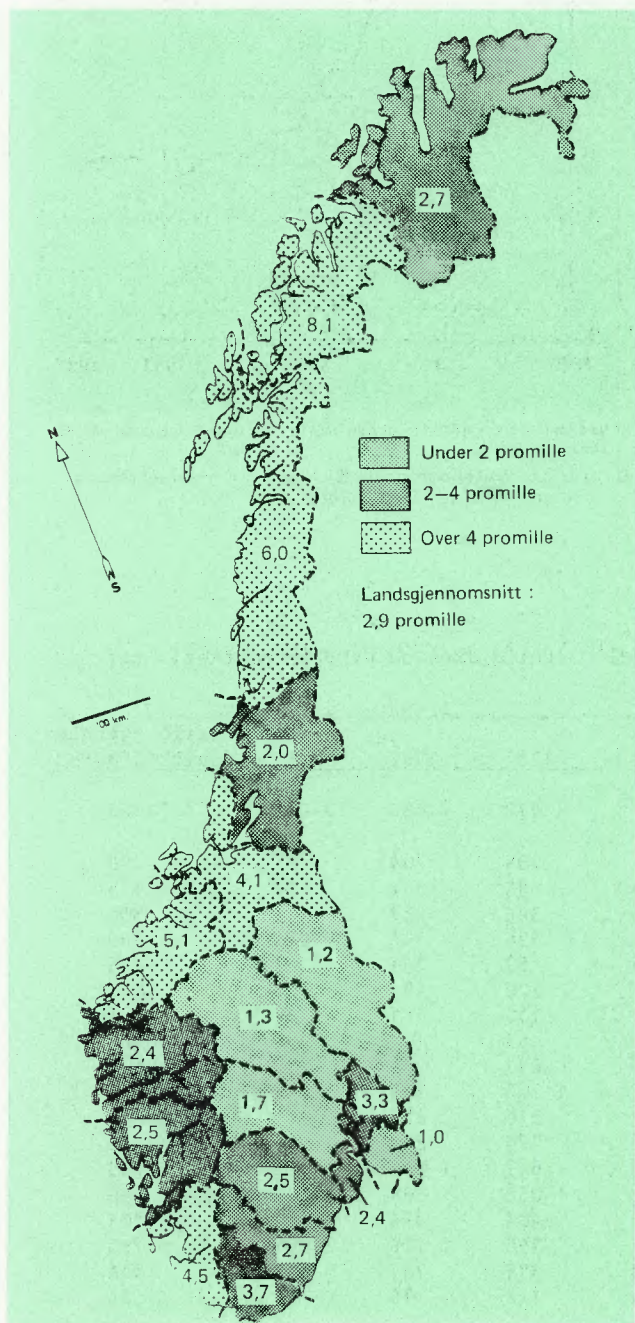 2,7
8,1
Under 2 promille
2–4 promille
Over 4 promille
N
S
6,0
Landsgjennomsnitt :
2,9 promille
100 km.
2,0
4,1
5,1
1,2
1,3
2,4
1,7
3,3
1,0
2,5
2,5
2,4
2,7
4,5
3,7